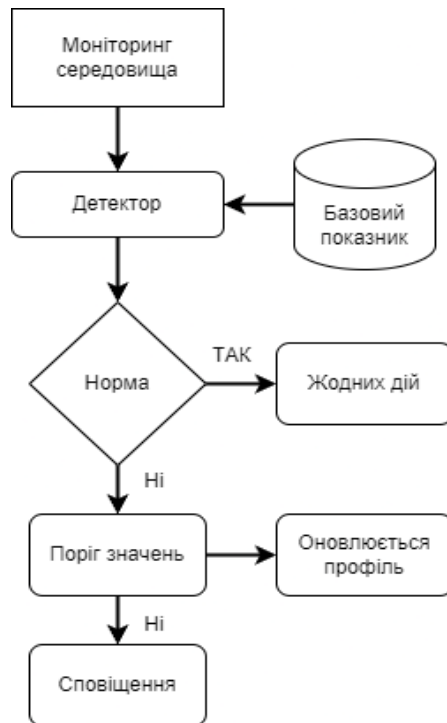 Моніторинг
середовища
Детектор
Базовий
показник
Норма
ТАК
Жодних дій
Ні
Поріг значень
Оновлюється
профіль
Ні
Сповіщення